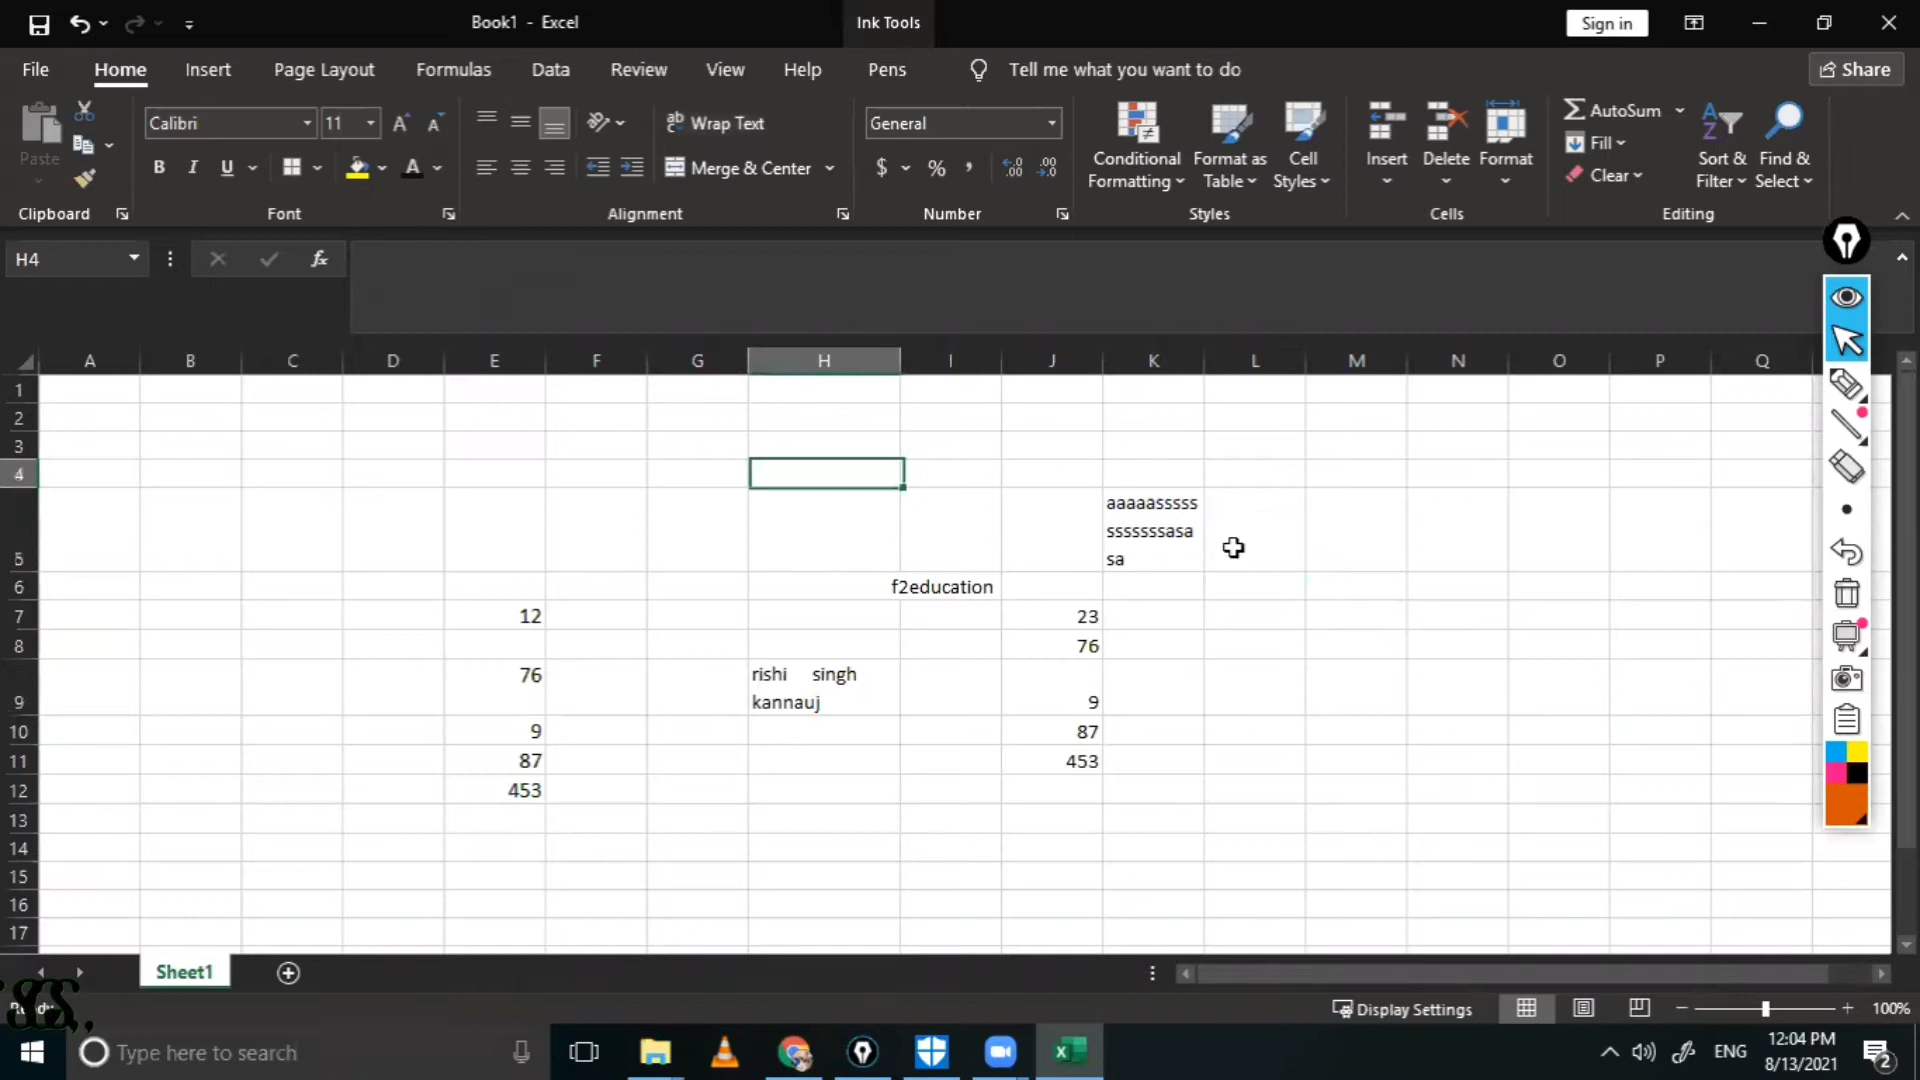 Book1 - Excel
Ink Tools
Sign in
File Home Insert Page Layout Formulas Data Review View Help Pens Tell me what you want to do Share
Paste
Calibri 11
B I U A
Wrap Text
Merge & Center
General
$ % ,
Conditional Formatting
Format as Table
Cell Styles
Insert
Delete
Format
AutoSum
Fill
Clear
Sort & Filter
Find & Select
Clipboard Font Alignment Number Styles Cells Editing
H4 fx
A B C D E F G H I J K L M N O P Q
1
2
3
4
aaaaasssss
sssssssasa
5 sa
6 f2education
7 12 23
8 76
76 rishi singh
9 kannauj 9
10 9 87
11 87 453
12 453
13
14
15
16
17
Sheet1
Display Settings 100%
Type here to search
ENG
12:04 PM
8/13/2021
2